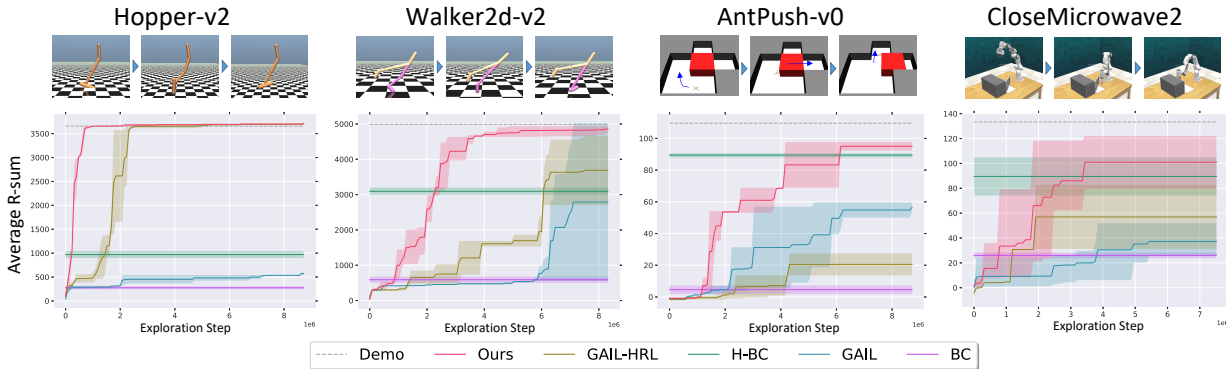 Hopper-v2 Walker2d-v2 AntPush-v0 CloseMicrowave2
Average R-sum
3500
3000
2500
2000
1500
1000
500
0
0 2 4 6 8
1e6
Exploration Step
5000
4000
3000
2000
1000
0
0 2 4 6 8
1e6
Exploration Step
100
80
60
40
20
0
0 2 4 6 8
1e6
Exploration Step
140
120
100
80
60
40
20
0
0 1 2 3 4 5 6 7
1e6
Exploration Step
Demo Ours GAIL-HRL H-BC GAIL BC